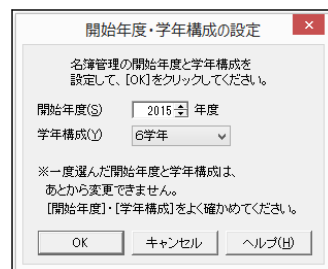 開始年度・学年構成の設定
名簿管理の開始年度と学年構成を
設定して、[OK]をクリックしてください。
開始年度(S) 2015 年度
学年構成(Y) 6学年
※一度選んだ開始年度と学年構成は、
あとから変更できません。
[開始年度]・[学年構成]をよく確かめてください。
OK キャンセル ヘルプ(H)